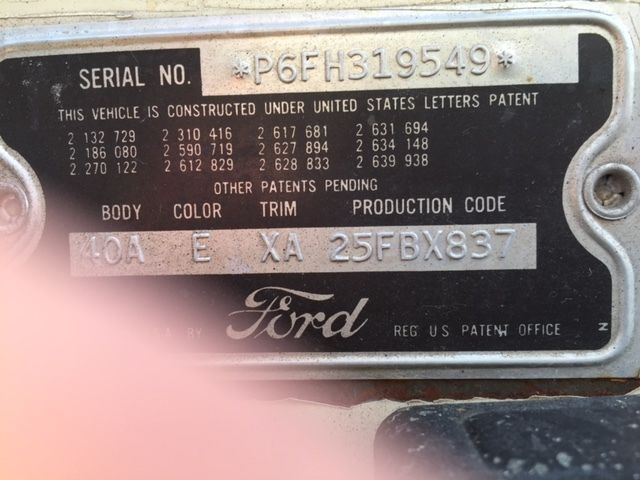 SERIAL NO. *P6FH319549*
THIS VEHICLE IS CONSTRUCTED UNDER UNITED STATES LETTERS PATENT
2 132 729 2 310 416 2 617 681 2 631 694
2 186 080 2 590 719 2 627 894 2 634 148
2 270 122 2 612 829 2 628 833 2 639 938
OTHER PATENTS PENDING
BODY COLOR TRIM PRODUCTION CODE
40A E XA 25FBX837
BY Ford REG U S PATENT OFFICE N